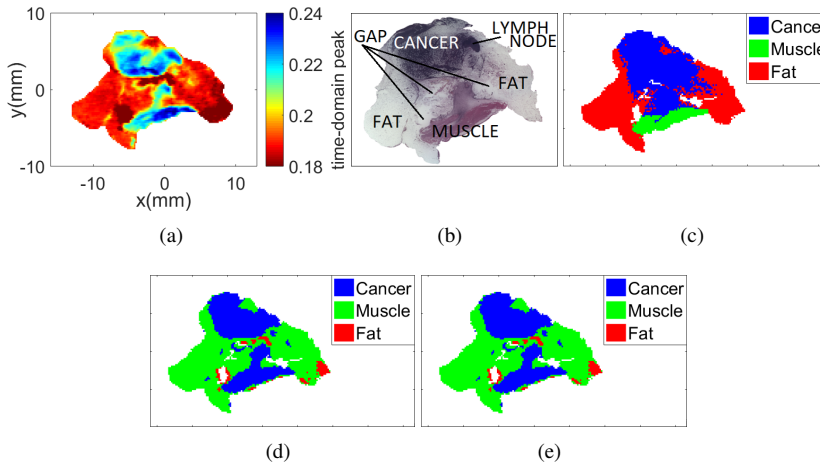 10
0
-10
y(mm)
-10
0
10
x(mm)
0.24
0.22
0.2
0.18
time-domain peak
GAP
CANCER
LYMPH
NODE
FAT
FAT
MUSCLE
Cancer
Muscle
Fat
(a)
(b)
(c)
Cancer
Muscle
Fat
Cancer
Muscle
Fat
(d)
(e)